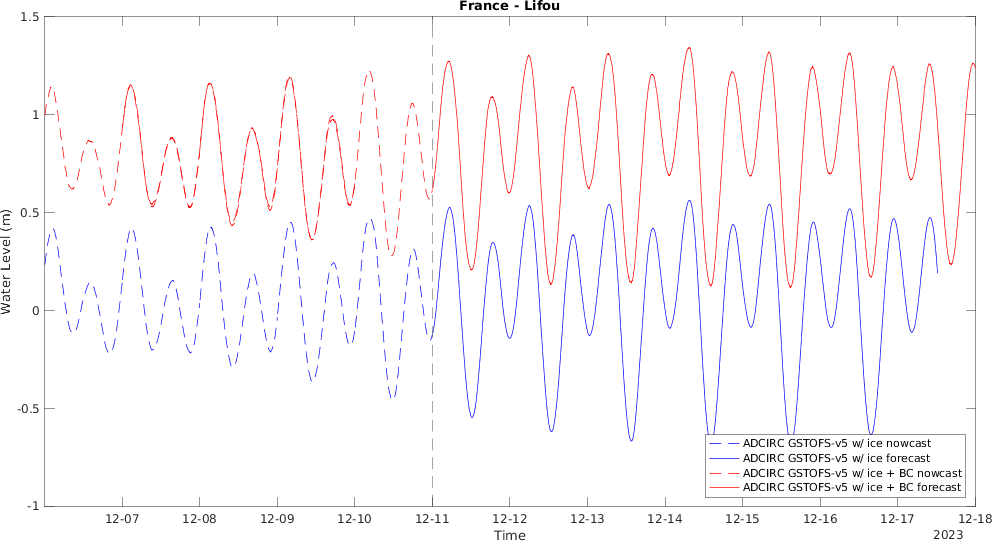 France - Lifou
1.5
1
0.5
0
-0.5
-1
Water Level (m)
ADCIRC GSTOFS-v5 w/ ice nowcast
ADCIRC GSTOFS-v5 w/ ice forecast
ADCIRC GSTOFS-v5 w/ ice + BC nowcast
ADCIRC GSTOFS-v5 w/ ice + BC forecast
12-07 12-08 12-09 12-10 12-11 12-12 12-13 12-14 12-15 12-16 12-17 12-18
Time
2023